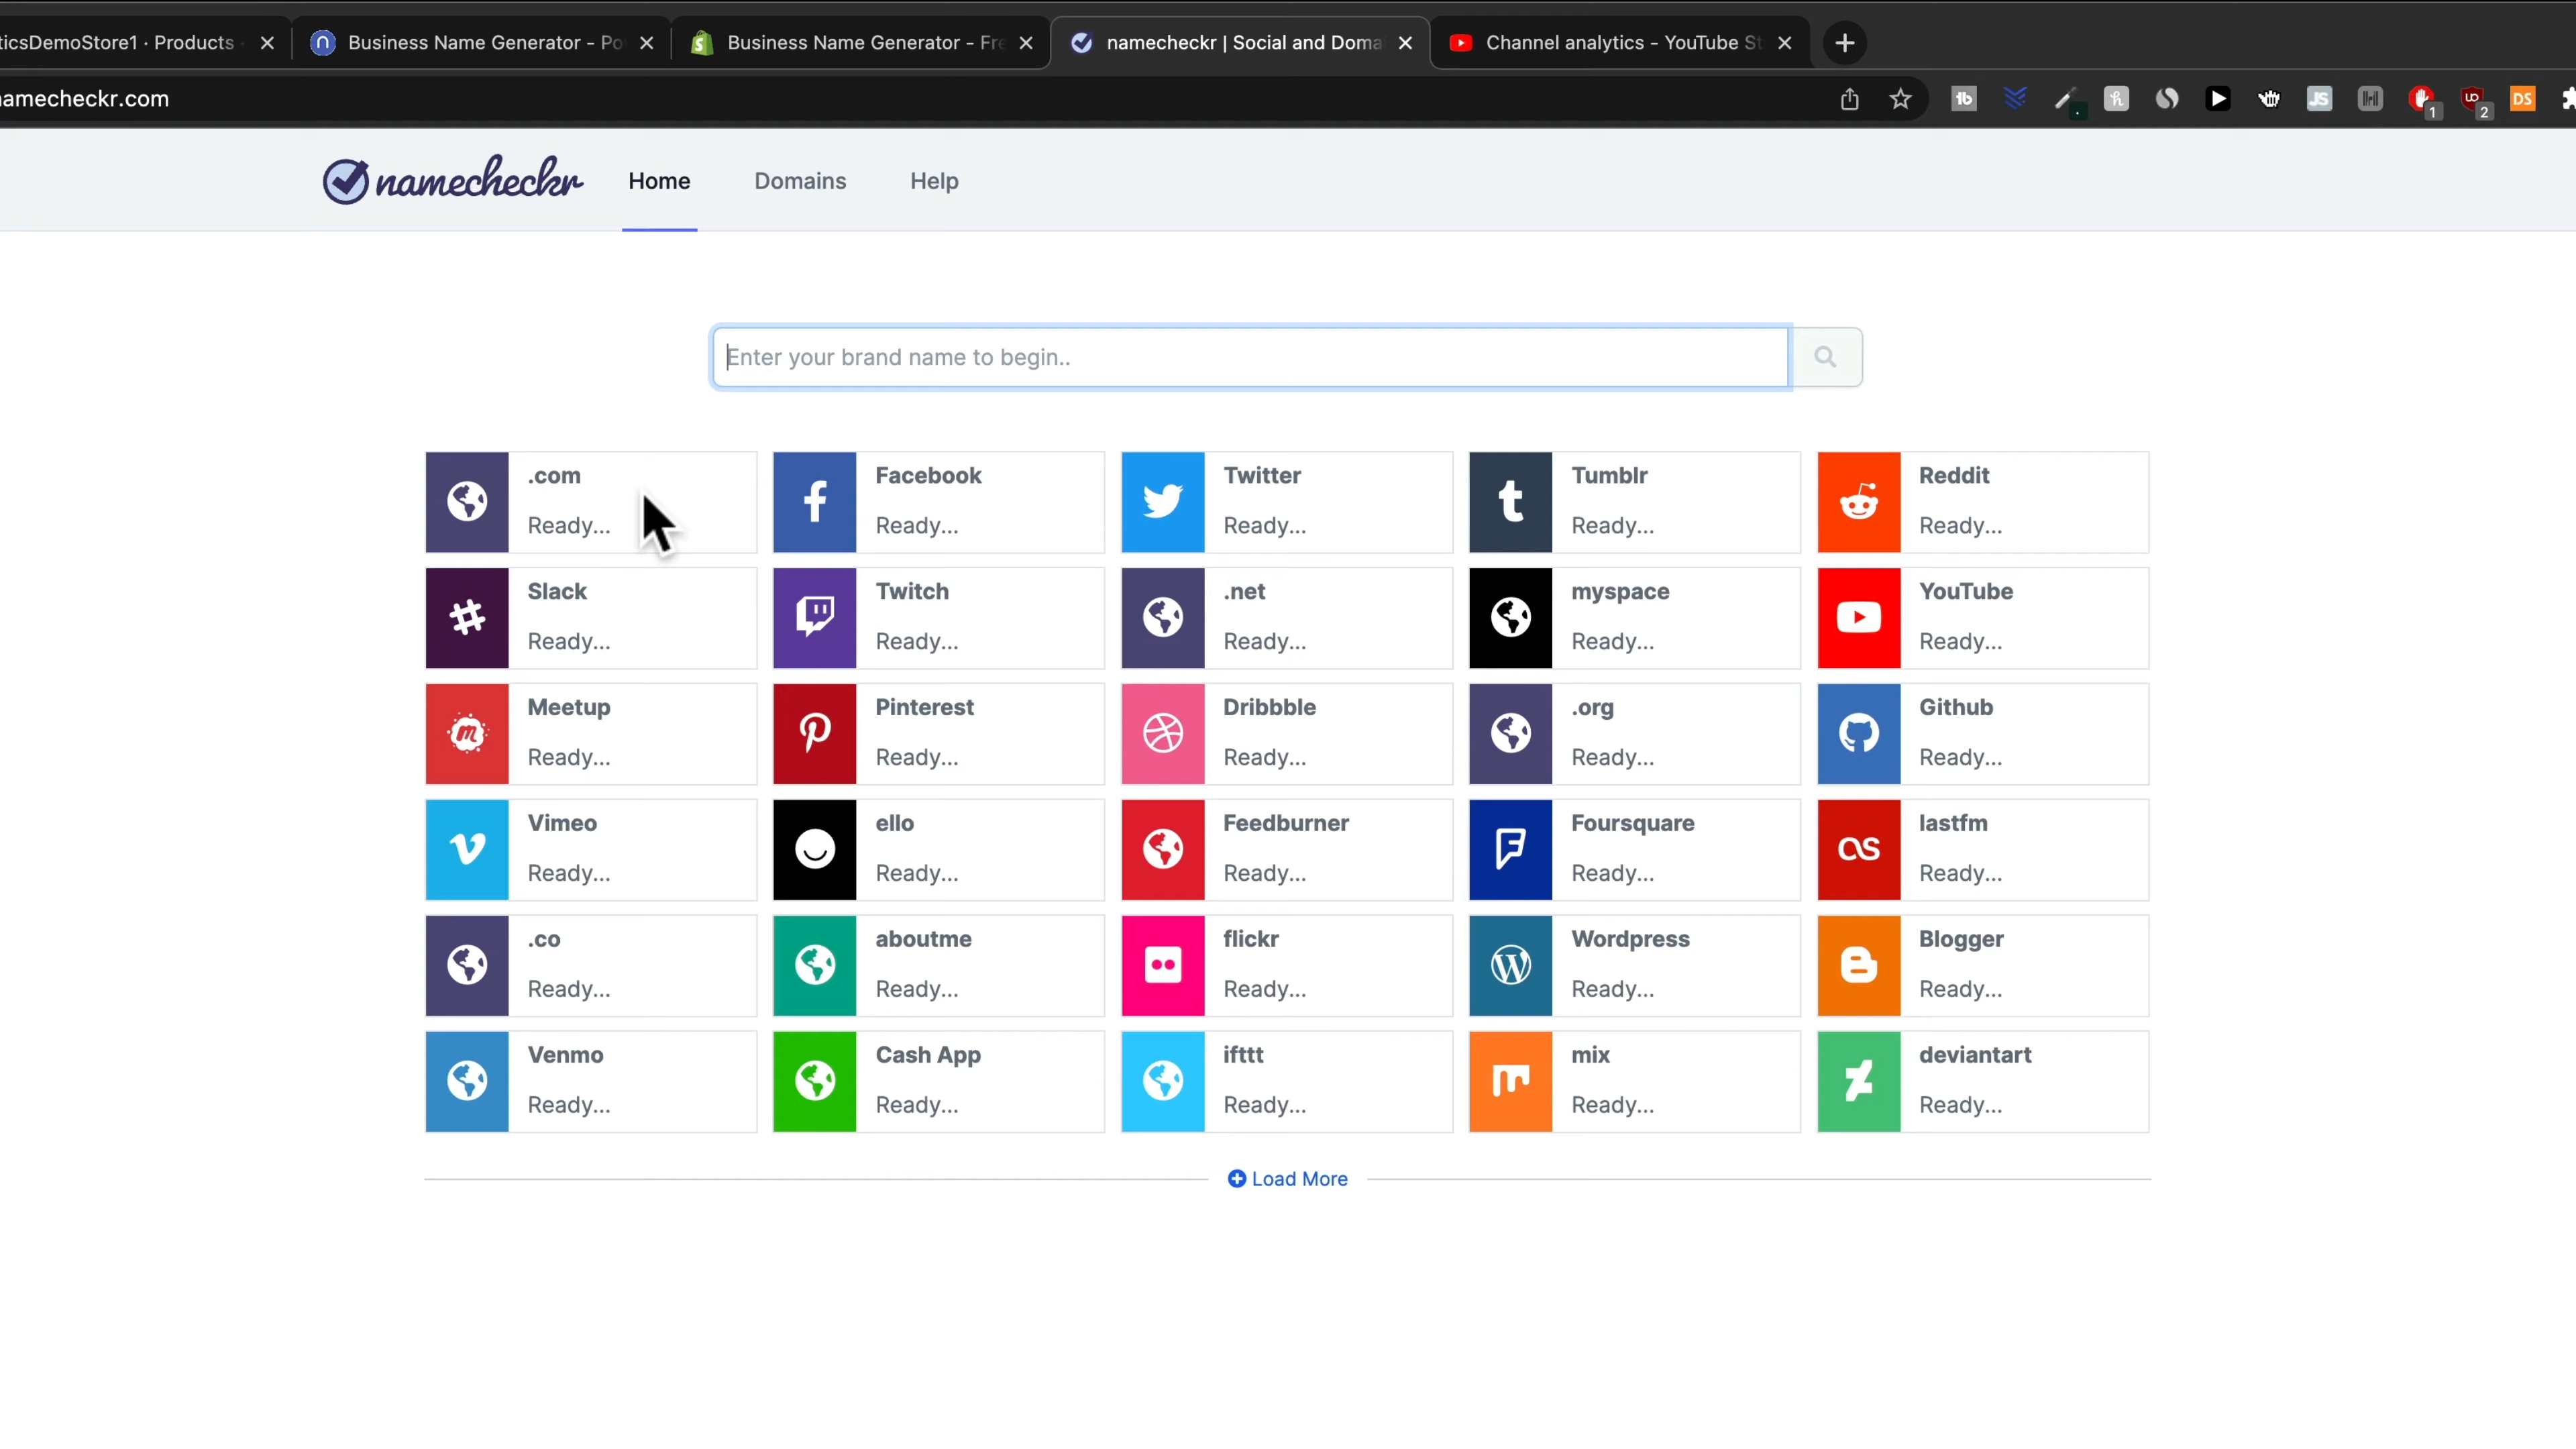 ticsDemoStore1 · Products
Business Name Generator - Po
Business Name Generator - Fre
namecheckr | Social and Doma
Channel analytics - YouTube St
namecheckr.com
1
2
DS
namecheckr
Home
Domains
Help
Enter your brand name to begin..
.com
Facebook
Twitter
Tumblr
Reddit
Ready...
Ready...
Ready...
Ready...
Ready...
Slack
Twitch
.net
myspace
YouTube
Ready...
Ready...
Ready...
Ready...
Ready...
Meetup
Pinterest
Dribbble
.org
Github
Ready...
Ready...
Ready...
Ready...
Ready...
Vimeo
ello
Feedburner
Foursquare
lastfm
Ready...
Ready...
Ready...
Ready...
Ready...
.co
aboutme
flickr
Wordpress
Blogger
Ready...
Ready...
Ready...
Ready...
Ready...
Venmo
Cash App
ifttt
mix
deviantart
Ready...
Ready...
Ready...
Ready...
Ready...
Load More